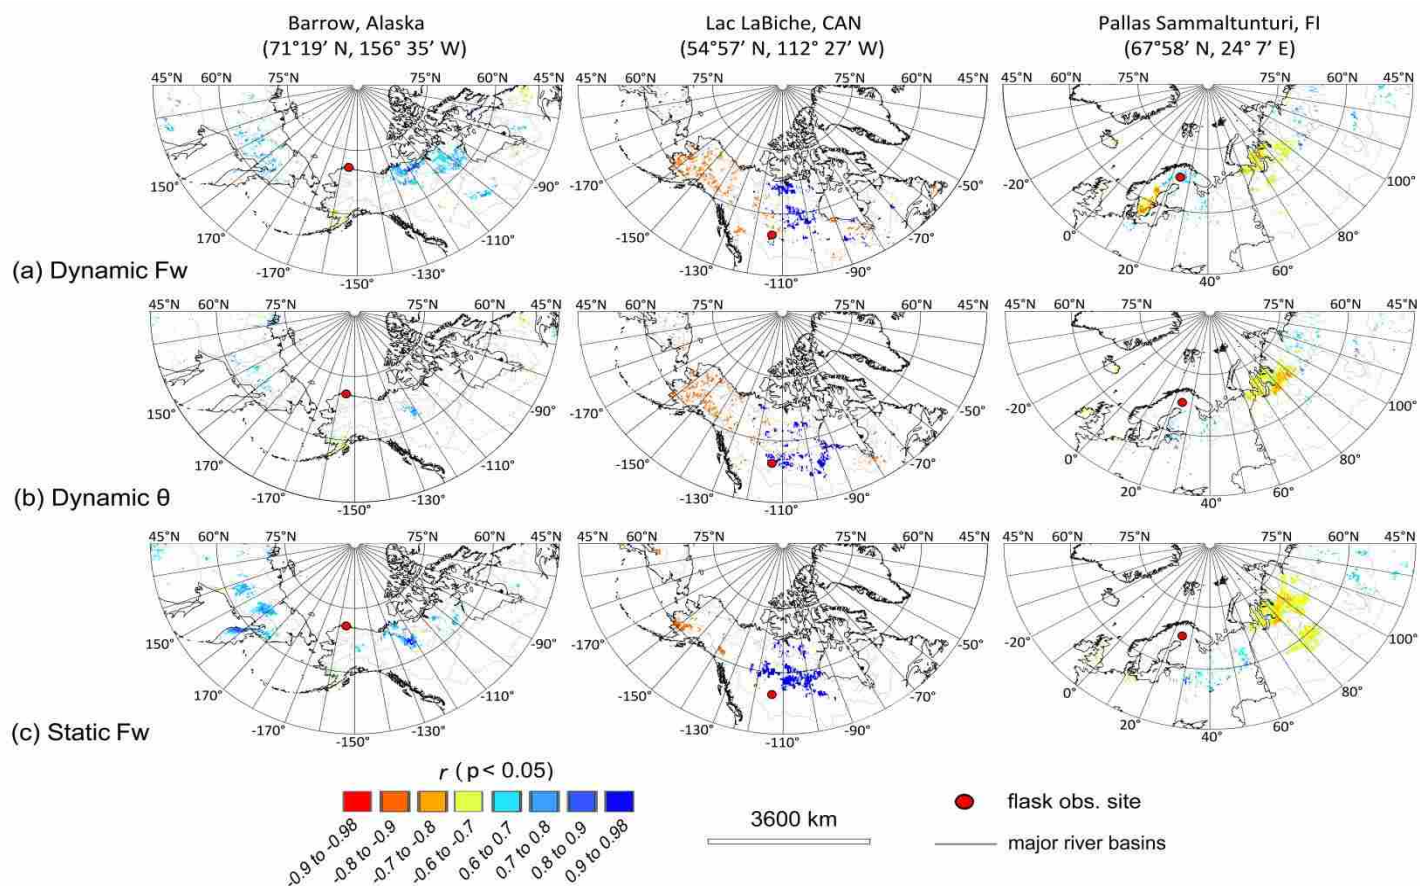 Barrow, Alaska
(71°19' N, 156° 35' W)
Lac LaBiche, CAN
(54°57' N, 112° 27' W)
Pallas Sammaltunturi, FI
(67°58' N, 24° 7' E)
45°N 60°N 75°N 75°N 60°N 45°N
45°N 60°N 75°N 75°N 60°N 45°N
45°N 60°N 75°N 75°N 60°N 45°N
150° 170° -170° -150° -130° -110° -90°
-170° -150° -130° -110° -90° -70° -50°
-20° 0° 20° 40° 60° 80° 100°
(a) Dynamic Fw
45°N 60°N 75°N 75°N 60°N 45°N
45°N 60°N 75°N 75°N 60°N 45°N
45°N 60°N 75°N 75°N 60°N 45°N
150° 170° -170° -150° -130° -110° -90°
-170° -150° -130° -110° -90° -70° -50°
-20° 0° 20° 40° 60° 80° 100°
(b) Dynamic θ
45°N 60°N 75°N 75°N 60°N 45°N
45°N 60°N 75°N 75°N 60°N 45°N
45°N 60°N 75°N 75°N 60°N 45°N
150° 170° -170° -150° -130° -110° -90°
-170° -150° -130° -110° -90° -70° -50°
-20° 0° 20° 40° 60° 80° 100°
(c) Static Fw
r (p < 0.05)
-0.9 to -0.98
-0.8 to -0.9
-0.7 to -0.8
-0.6 to -0.7
0.6 to 0.7
0.7 to 0.8
0.8 to 0.9
0.9 to 0.98
3600 km
flask obs. site
major river basins